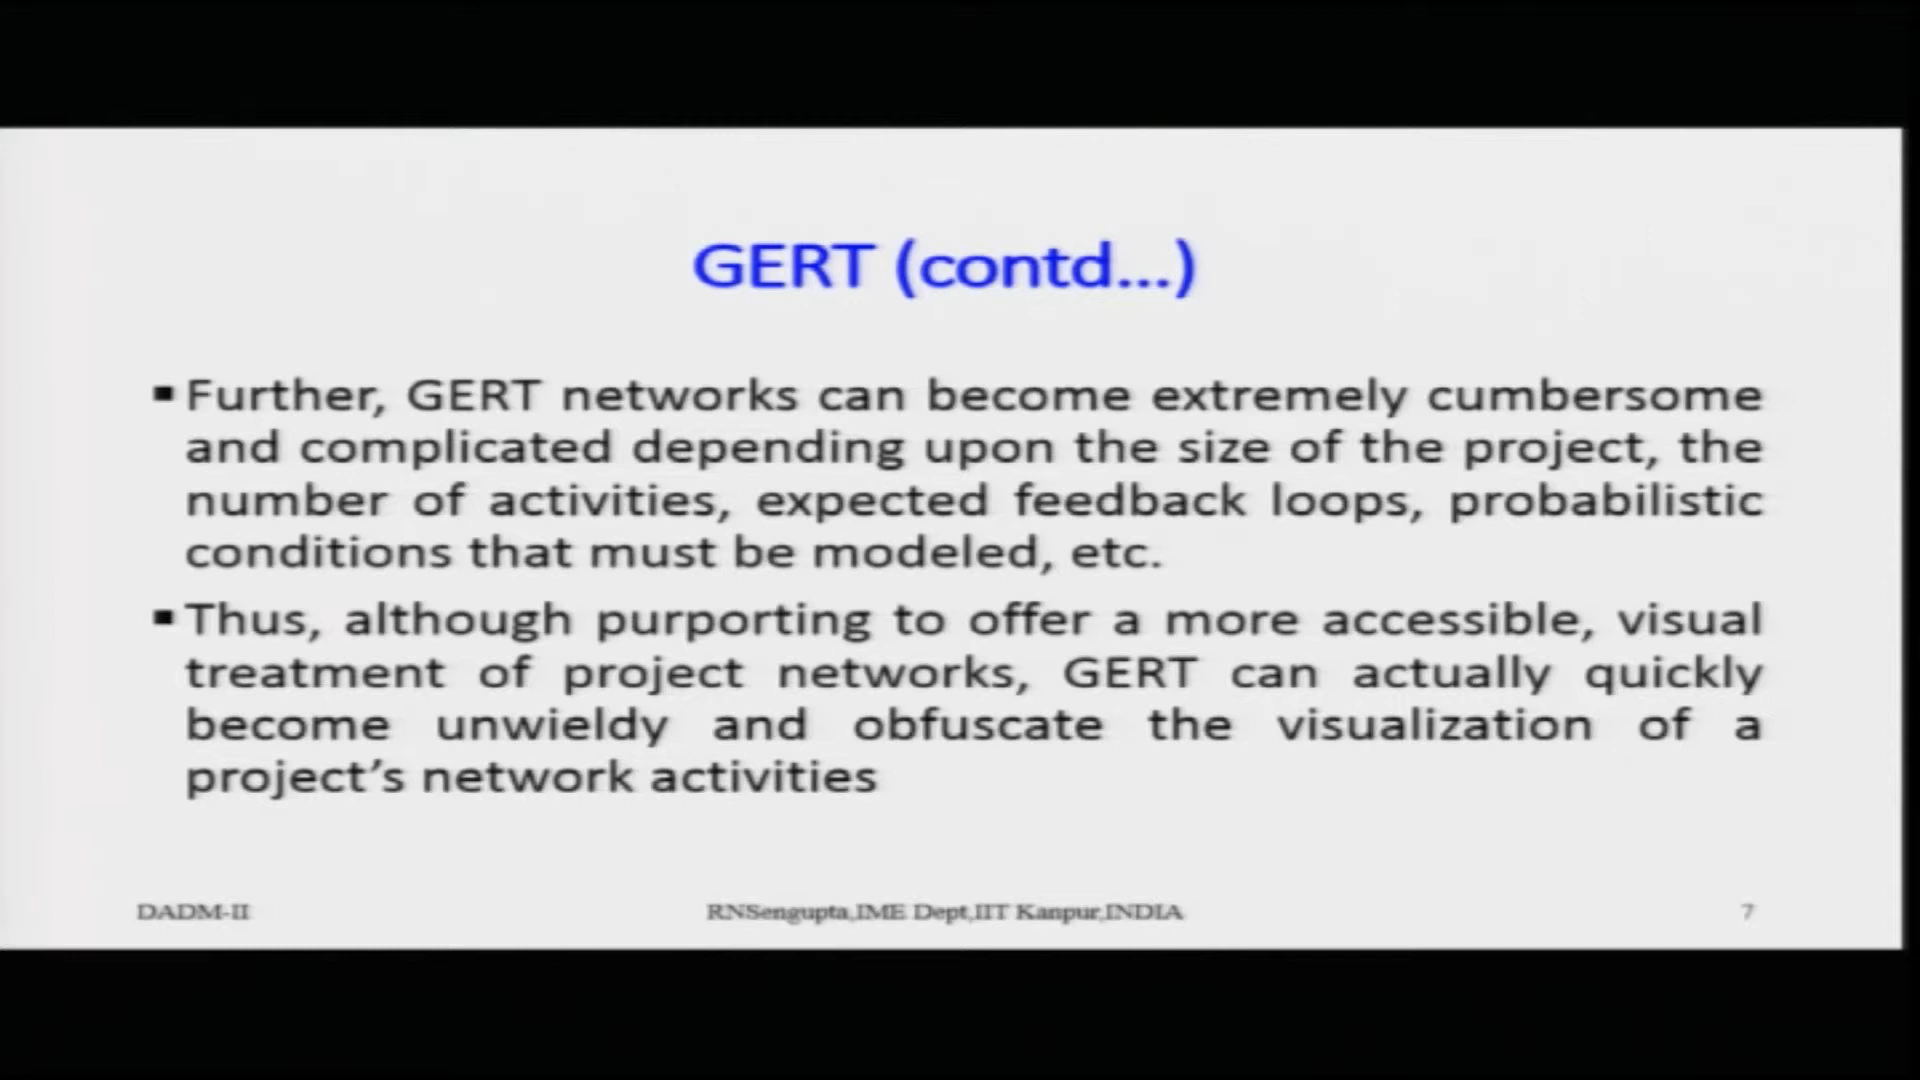 GERT (contd...)
▪ Further, GERT networks can become extremely cumbersome
and complicated depending upon the size of the project, the
number of activities, expected feedback loops, probabilistic
conditions that must be modeled, etc.
▪ Thus, although purporting to offer a more accessible, visual
treatment of project networks, GERT can actually quickly
become unwieldy and obfuscate the visualization of a
project's network activities
DADM-II
RNSengupta,IME Dept,IIT Kanpur,INDIA
7